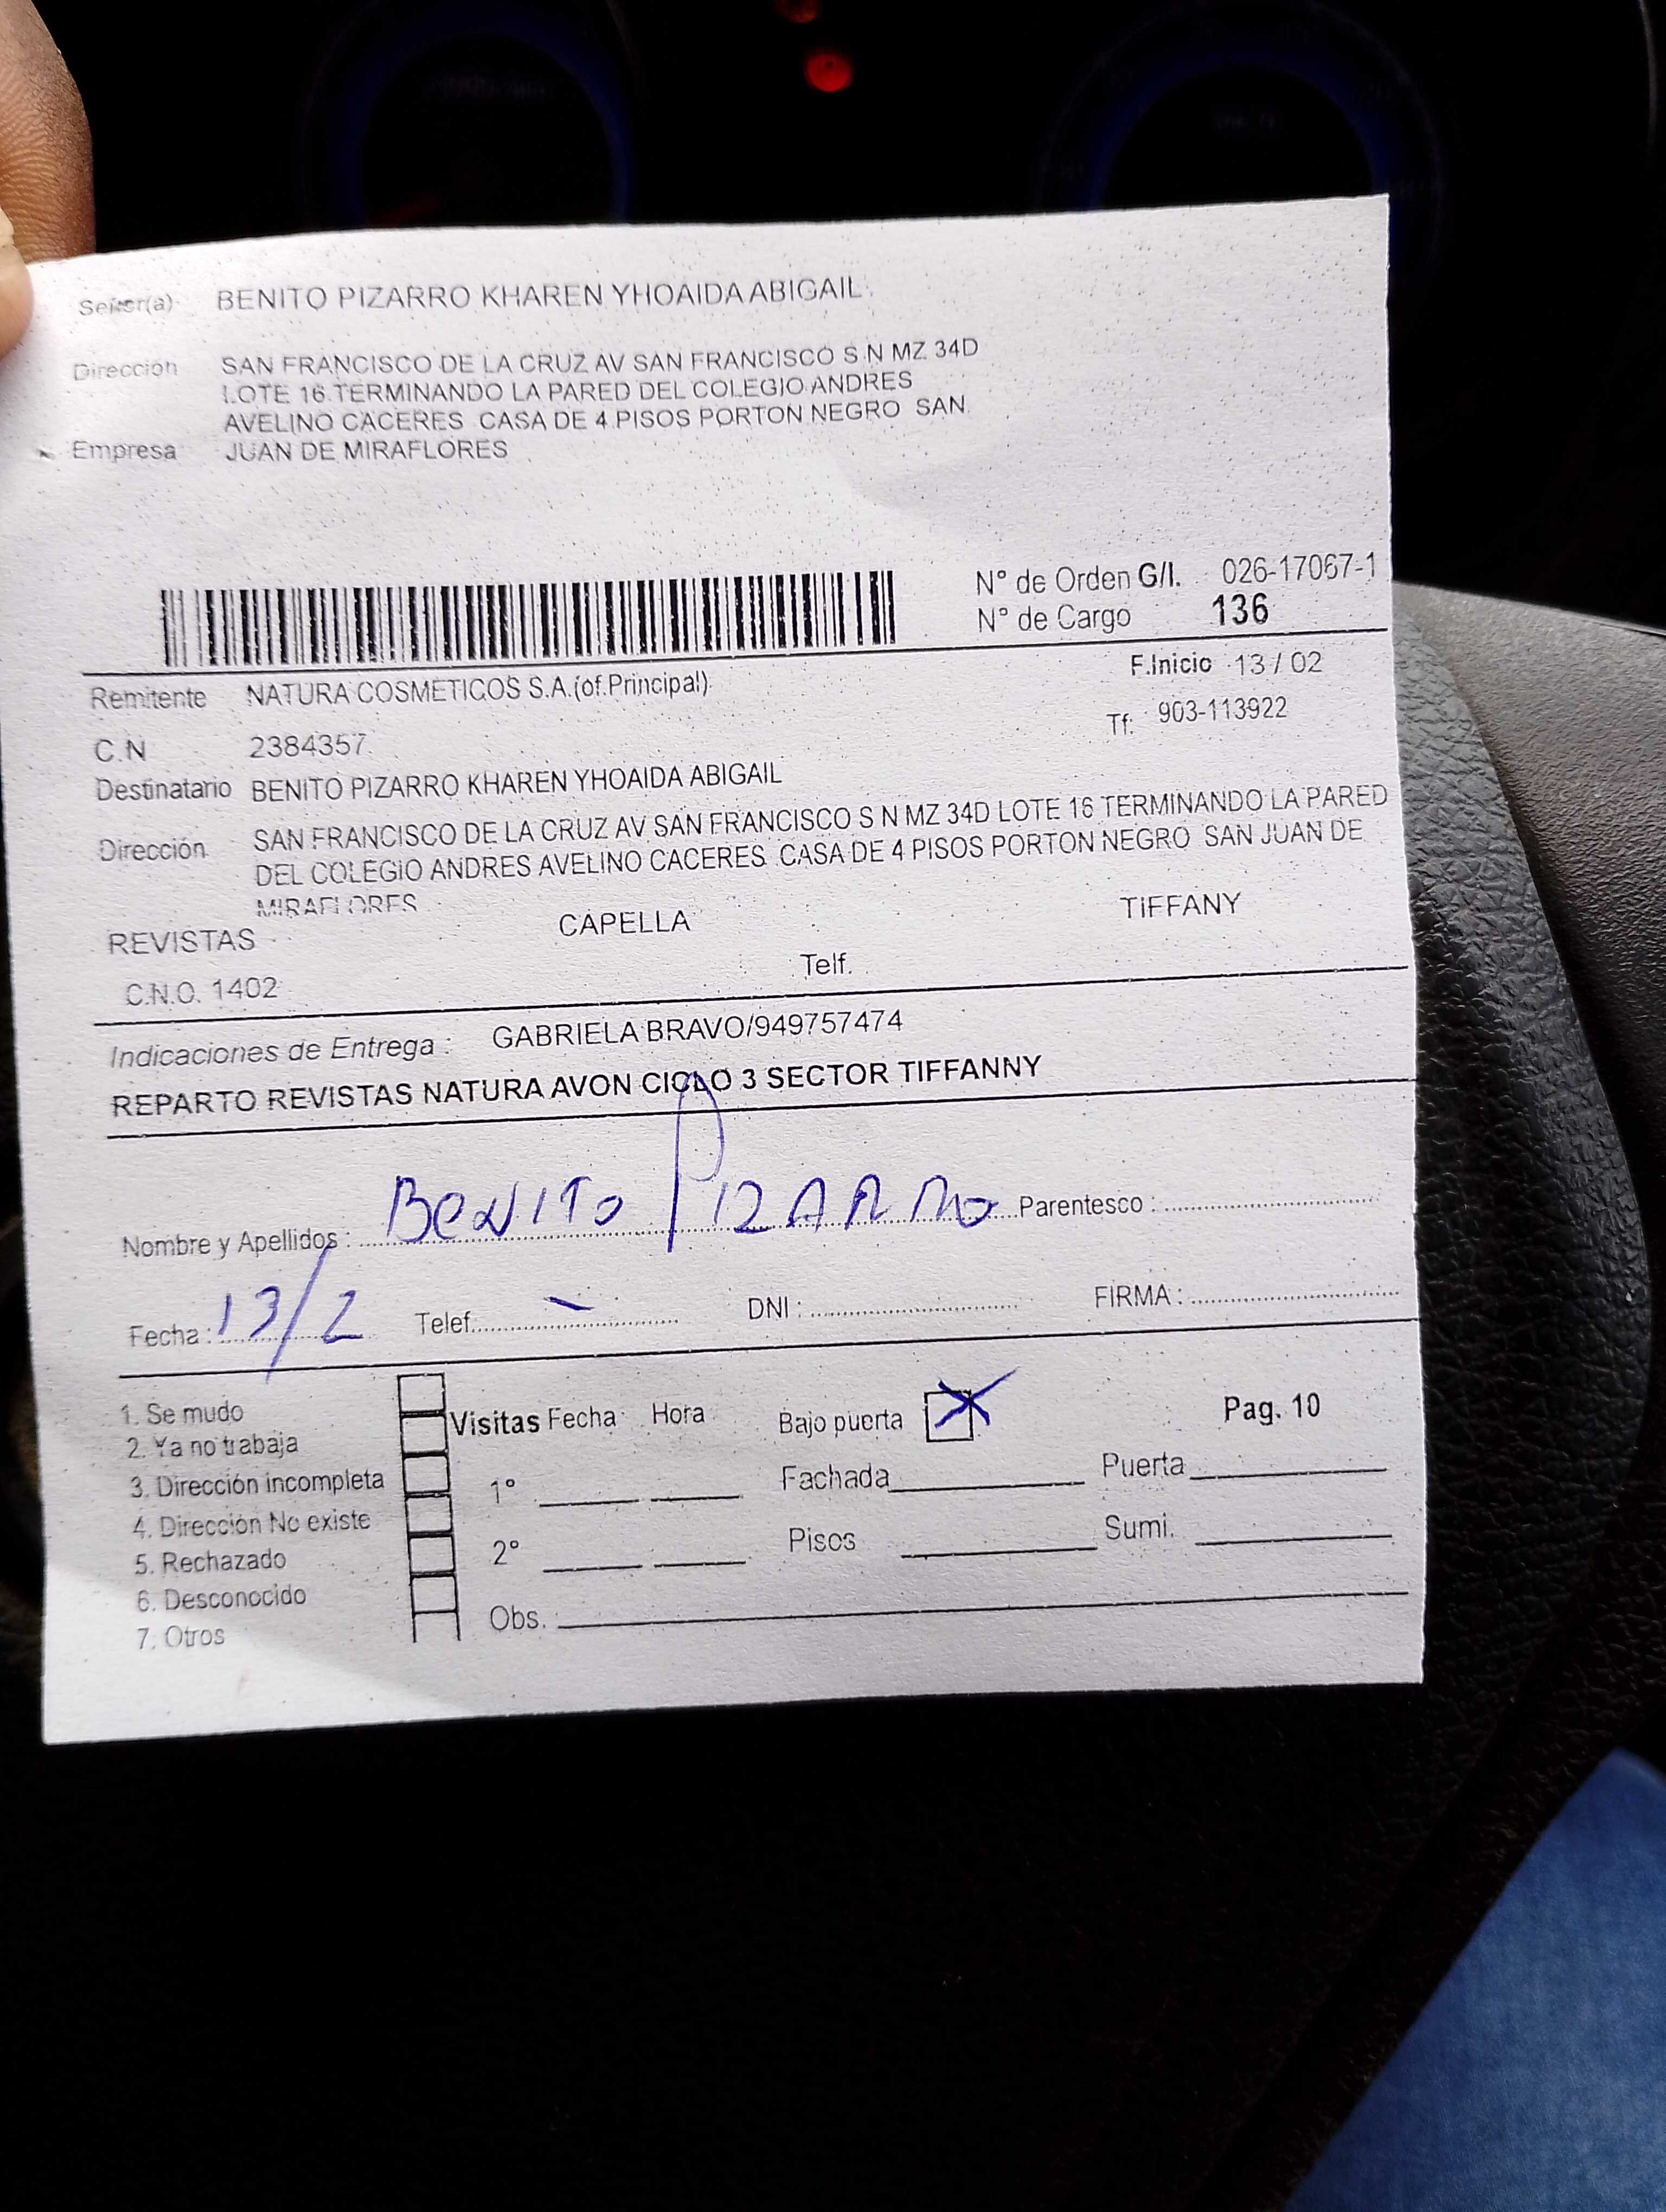 Señor(a) BENITO PIZARRO KHAREN YHOAIDA ABIGAIL
Dirección SAN FRANCISCO DE LA CRUZ AV SAN FRANCISCO S N MZ 34D
LOTE 16 TERMINANDO LA PARED DEL COLEGIO ANDRES
AVELINO CACERES CASA DE 4 PISOS PORTON NEGRO SAN
Empresa JUAN DE MIRAFLORES
N° de Orden G/I. 026-17067-1
N° de Cargo 136
F.Inicio 13 / 02
Remitente NATURA COSMETICOS S.A.(of.Principal)
Tf: 903-113922
C.N 2384357
Destinatario BENITO PIZARRO KHAREN YHOAIDA ABIGAIL
Dirección SAN FRANCISCO DE LA CRUZ AV SAN FRANCISCO S N MZ 34D LOTE 16 TERMINANDO LA PARED
DEL COLEGIO ANDRES AVELINO CACERES CASA DE 4 PISOS PORTON NEGRO SAN JUAN DE
MIRAFLORES
REVISTAS CAPELLA TIFFANY
C.N.O. 1402 Telf.
Indicaciones de Entrega : GABRIELA BRAVO/949757474
REPARTO REVISTAS NATURA AVON CICLO 3 SECTOR TIFFANNY
Nombre y Apellidos : BENITO PIZARRO Parentesco :
Fecha : 13/2 Telef. - DNI : FIRMA :
1. Se mudo
2. Ya no trabaja
3. Dirección incompleta
4. Dirección No existe
5. Rechazado
6. Desconocido
7. Otros
Visitas Fecha Hora Bajo puerta X Pag. 10
1° Fachada Puerta
2° Pisos Sumi.
Obs.